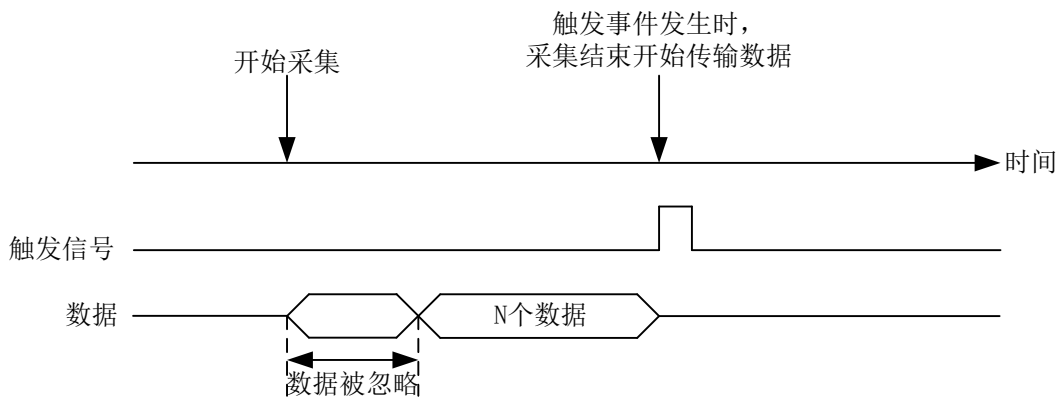 触发事件发生时，
采集结束开始传输数据
开始采集
时间
触发信号
数据
N个数据
数据被忽略